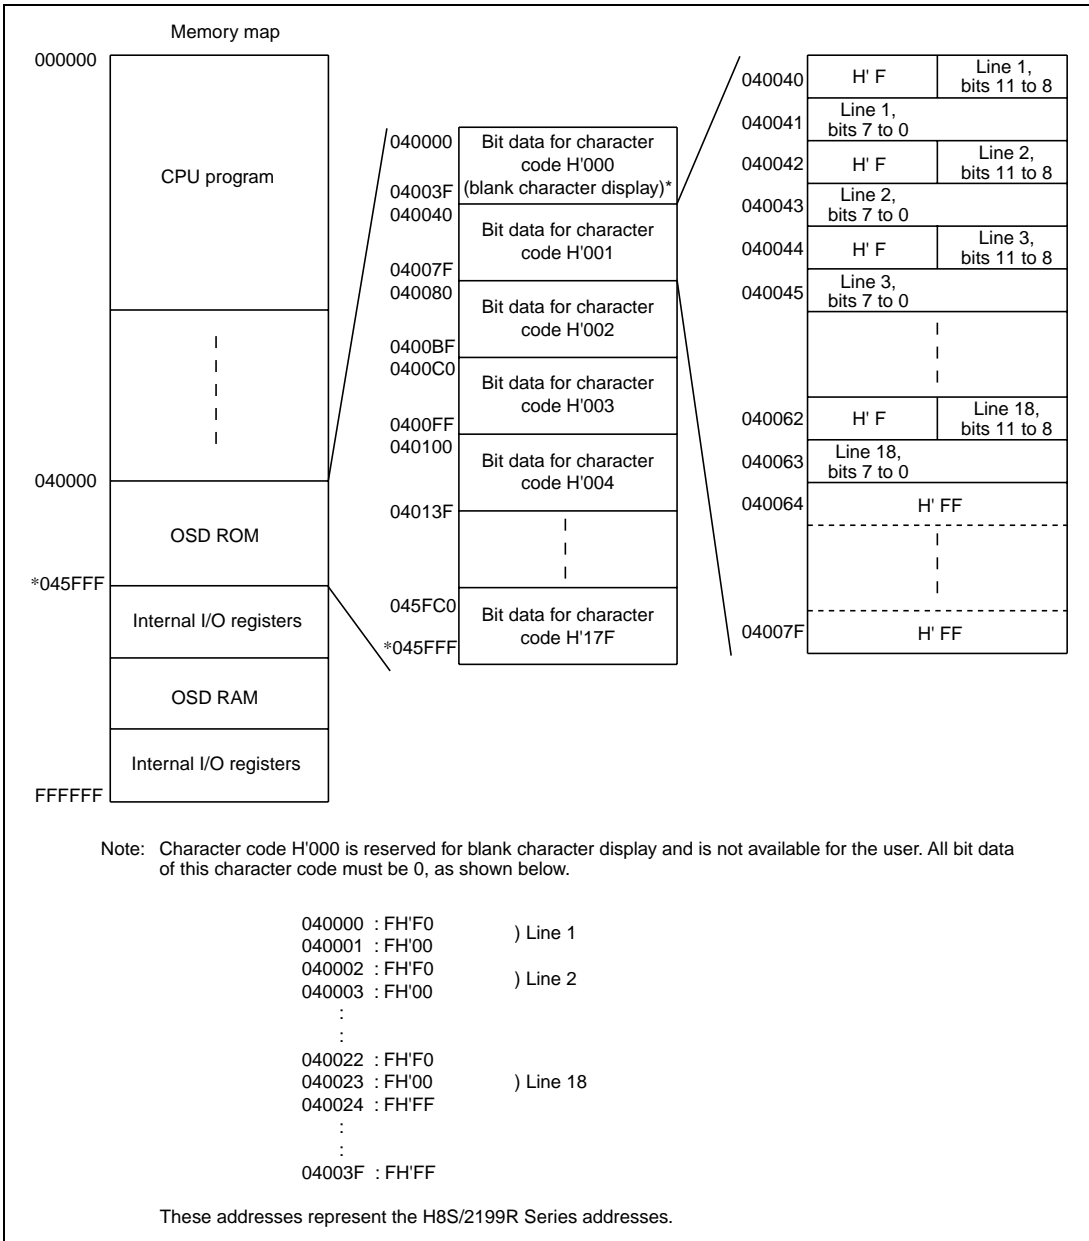 Memory map
000000
CPU program
040000
OSD ROM
*045FFF
Internal I/O registers
OSD RAM
Internal I/O registers
FFFFFF
040000
Bit data for character
code H'000
(blank character display)*
04003F
040040
Bit data for character
code H'001
04007F
040080
Bit data for character
code H'002
0400BF
0400C0
Bit data for character
code H'003
0400FF
040100
Bit data for character
code H'004
04013F
045FC0
Bit data for character
code H'17F
*045FFF
040040
H' F
Line 1,
bits 11 to 8
040041
Line 1,
bits 7 to 0
040042
H' F
Line 2,
bits 11 to 8
040043
Line 2,
bits 7 to 0
040044
H' F
Line 3,
bits 11 to 8
040045
Line 3,
bits 7 to 0
040062
H' F
Line 18,
bits 11 to 8
040063
Line 18,
bits 7 to 0
040064
H' FF
04007F
H' FF
Note: Character code H'000 is reserved for blank character display and is not available for the user. All bit data
of this character code must be 0, as shown below.
040000 : FH'F0
) Line 1
040001 : FH'00
040002 : FH'F0
) Line 2
040003 : FH'00
:
:
040022 : FH'F0
040023 : FH'00 ) Line 18
040024 : FH'FF
:
:
04003F : FH'FF
These addresses represent the H8S/2199R Series addresses.